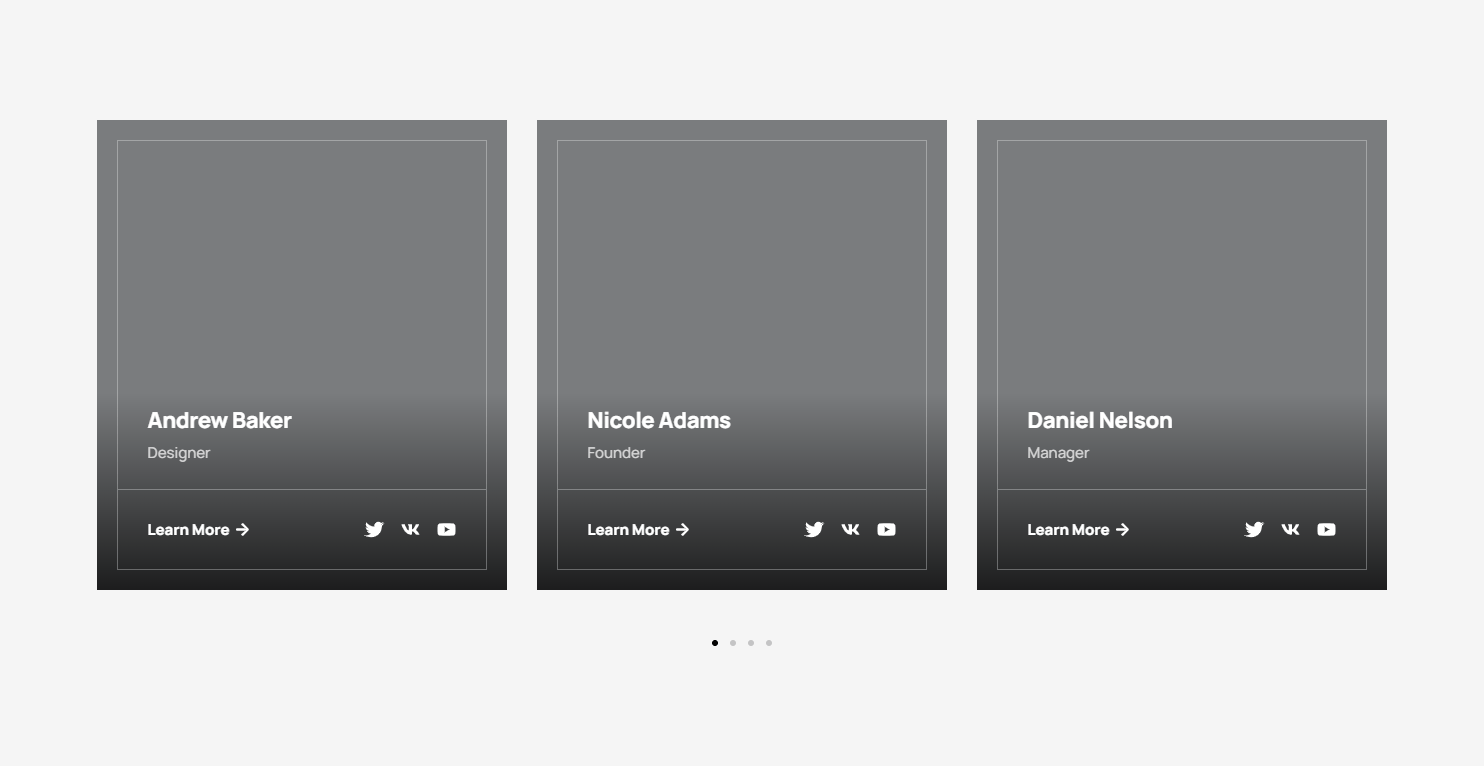 Andrew Baker
Designer
Learn More
Nicole Adams
Founder
Learn More
Daniel Nelson
Manager
Learn More